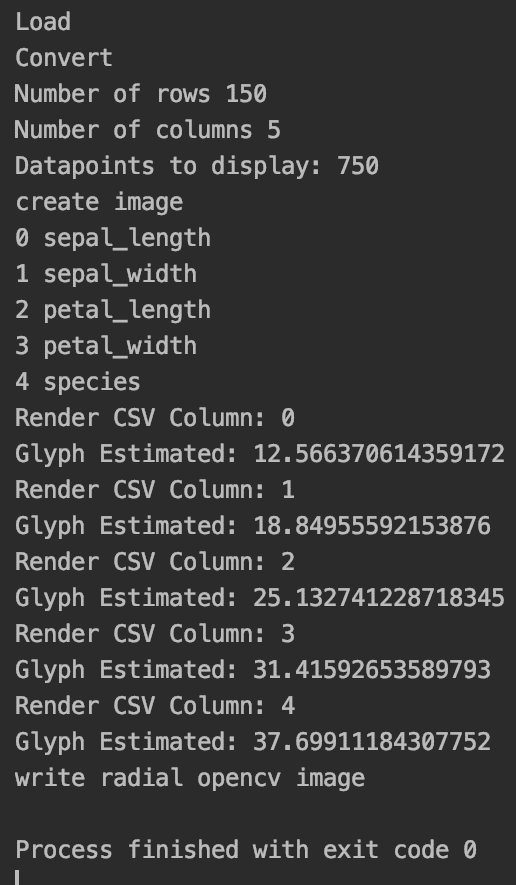 Load
Convert
Number of rows 150
Number of columns 5
Datapoints to display: 750
create image
0 sepal_length
1 sepal_width
2 petal_length
3 petal_width
4 species
Render CSV Column: 0
Glyph Estimated: 12.566370614359172
Render CSV Column: 1
Glyph Estimated: 18.84955592153876
Render CSV Column: 2
Glyph Estimated: 25.132741228718345
Render CSV Column: 3
Glyph Estimated: 31.41592653589793
Render CSV Column: 4
Glyph Estimated: 37.69911184307752
write radial opencv image
Process finished with exit code 0